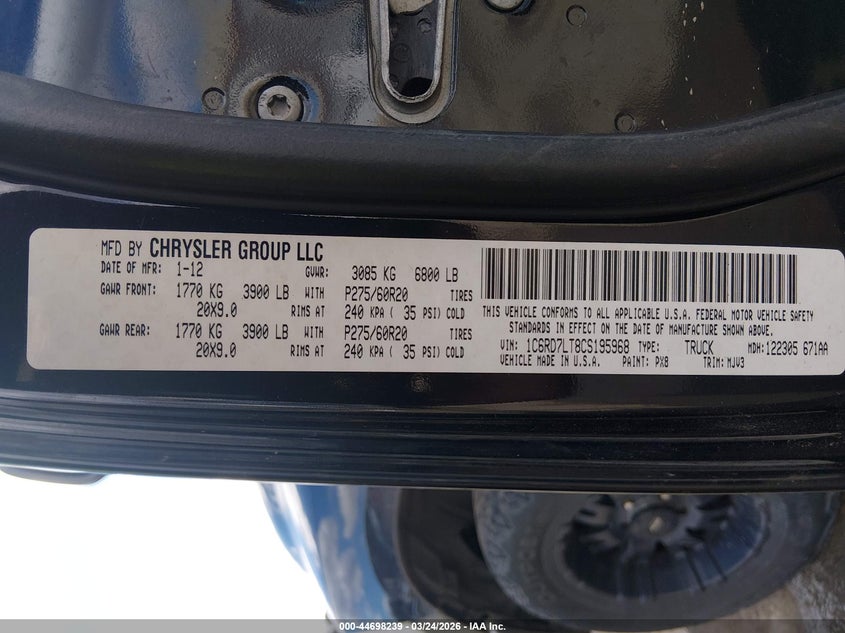 MFD BY CHRYSLER GROUP LLC
DATE OF MFR: 1-12 GVWR: 3085 KG 6800 LB
GAWR FRONT: 1770 KG 3900 LB WITH P275/60R20 TIRES
20X9.0 RIMS AT 240 KPA ( 35 PSI) COLD
GAWR REAR: 1770 KG 3900 LB WITH P275/60R20 TIRES
20X9.0 RIMS AT 240 KPA ( 35 PSI) COLD
THIS VEHICLE CONFORMS TO ALL APPLICABLE U.S.A. FEDERAL MOTOR VEHICLE SAFETY
STANDARDS IN EFFECT ON THE DATE OF MANUFACTURE SHOWN ABOVE.
VIN: 1C6RD7LT8CS195968 TYPE: TRUCK MDH: 122305 671AA
VEHICLE MADE IN U.S.A. PAINT: PX8 TRIM: MJV3
000-44698239 - 03/24/2026 - IAA, Inc.